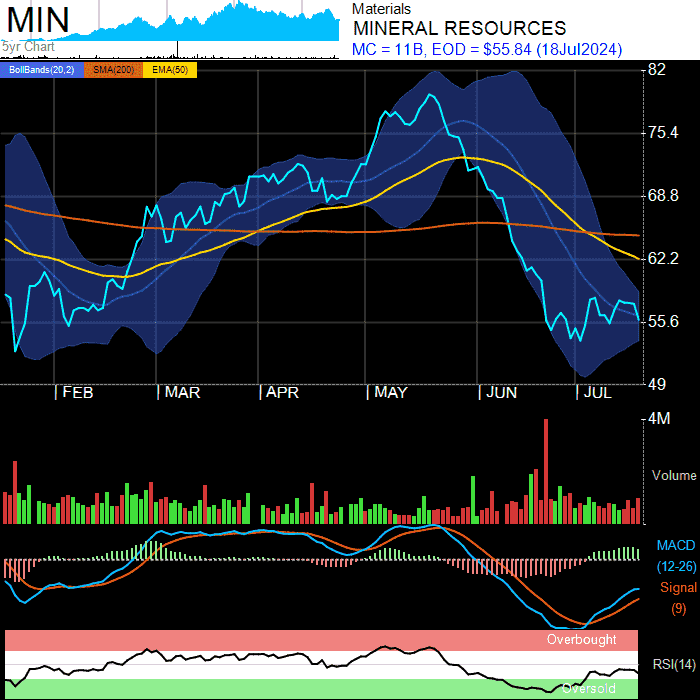 MIN
5yr Chart
Materials
MINERAL RESOURCES
MC = 11B, EOD = $55.84 (18Jul2024)
BollBands(20,2) SMA(200) EMA(50)
82
75.4
68.8
62.2
55.6
49
FEB MAR APR MAY JUN JUL
4M
Volume
MACD
(12-26)
Signal
(9)
Overbought
RSI(14)
Oversold